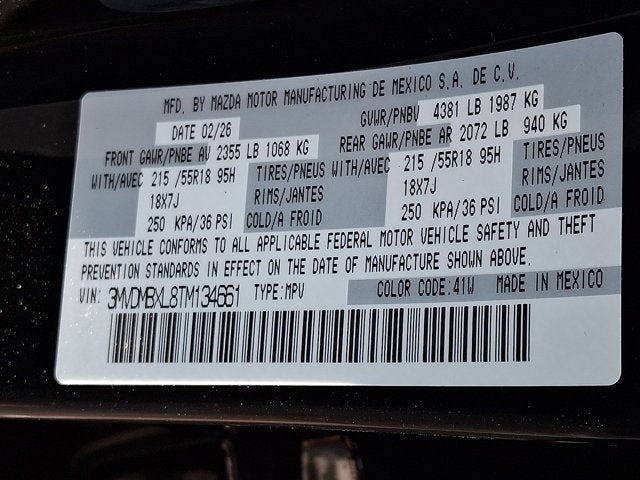 MFD. BY MAZDA MOTOR MANUFACTURING DE MEXICO S.A. DE C.V.
DATE 02/26 GVWR/PNBV 4381 LB 1987 KG
FRONT GAWR/PNBE AV 2355 LB 1068 KG REAR GAWR/PNBE AR 2072 LB 940 KG
WITH/AVEC 215 /55R18 95H TIRES/PNEUS WITH/AVEC 215 /55R18 95H TIRES/PNEUS
18X7J RIMS/JANTES 18X7J RIMS/JANTES
250 KPA/36 PSI COLD/A FROID 250 KPA/36 PSI COLD/A FROID
THIS VEHICLE CONFORMS TO ALL APPLICABLE FEDERAL MOTOR VEHICLE SAFETY AND THEFT
PREVENTION STANDARDS IN EFFECT ON THE DATE OF MANUFACTURE SHOWN ABOVE.
VIN: 3MVDMBXL8TM134661 TYPE:MPV COLOR CODE:41W MADE IN MEXICO